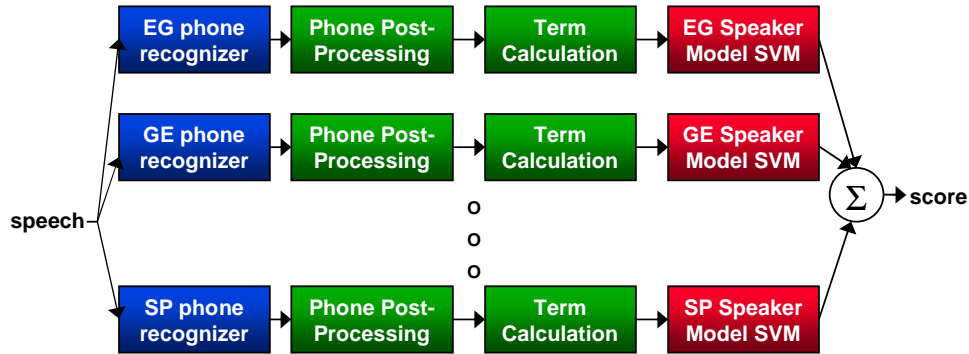 EG phone
recognizer
Phone Post-
Processing
Term
Calculation
EG Speaker
Model SVM
GE phone
recognizer
Phone Post-
Processing
Term
Calculation
GE Speaker
Model SVM
speech
Σ
score
O
O
O
SP phone
recognizer
Phone Post-
Processing
Term
Calculation
SP Speaker
Model SVM